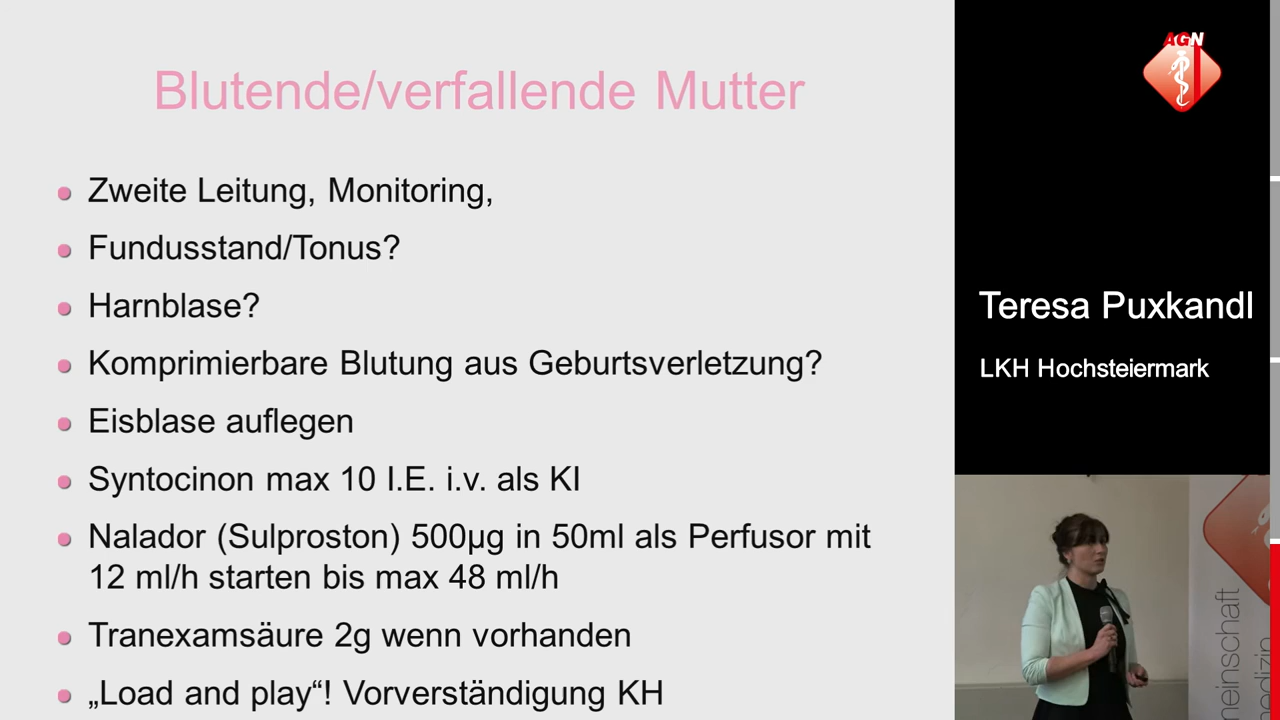 Blutende/verfallende Mutter
Zweite Leitung, Monitoring,
Fundusstand/Tonus?
Harnblase?
Komprimierbare Blutung aus Geburtsverletzung?
Eisblase auflegen
Syntocinon max 10 I.E. i.v. als KI
Nalador (Sulproston) 500µg in 50ml als Perfusor mit
12 ml/h starten bis max 48 ml/h
Tranexamsäure 2g wenn vorhanden
„Load and play“! Vorverständigung KH
AGN
Teresa Puxkandl
LKH Hochsteiermark
meinschaft
medizin